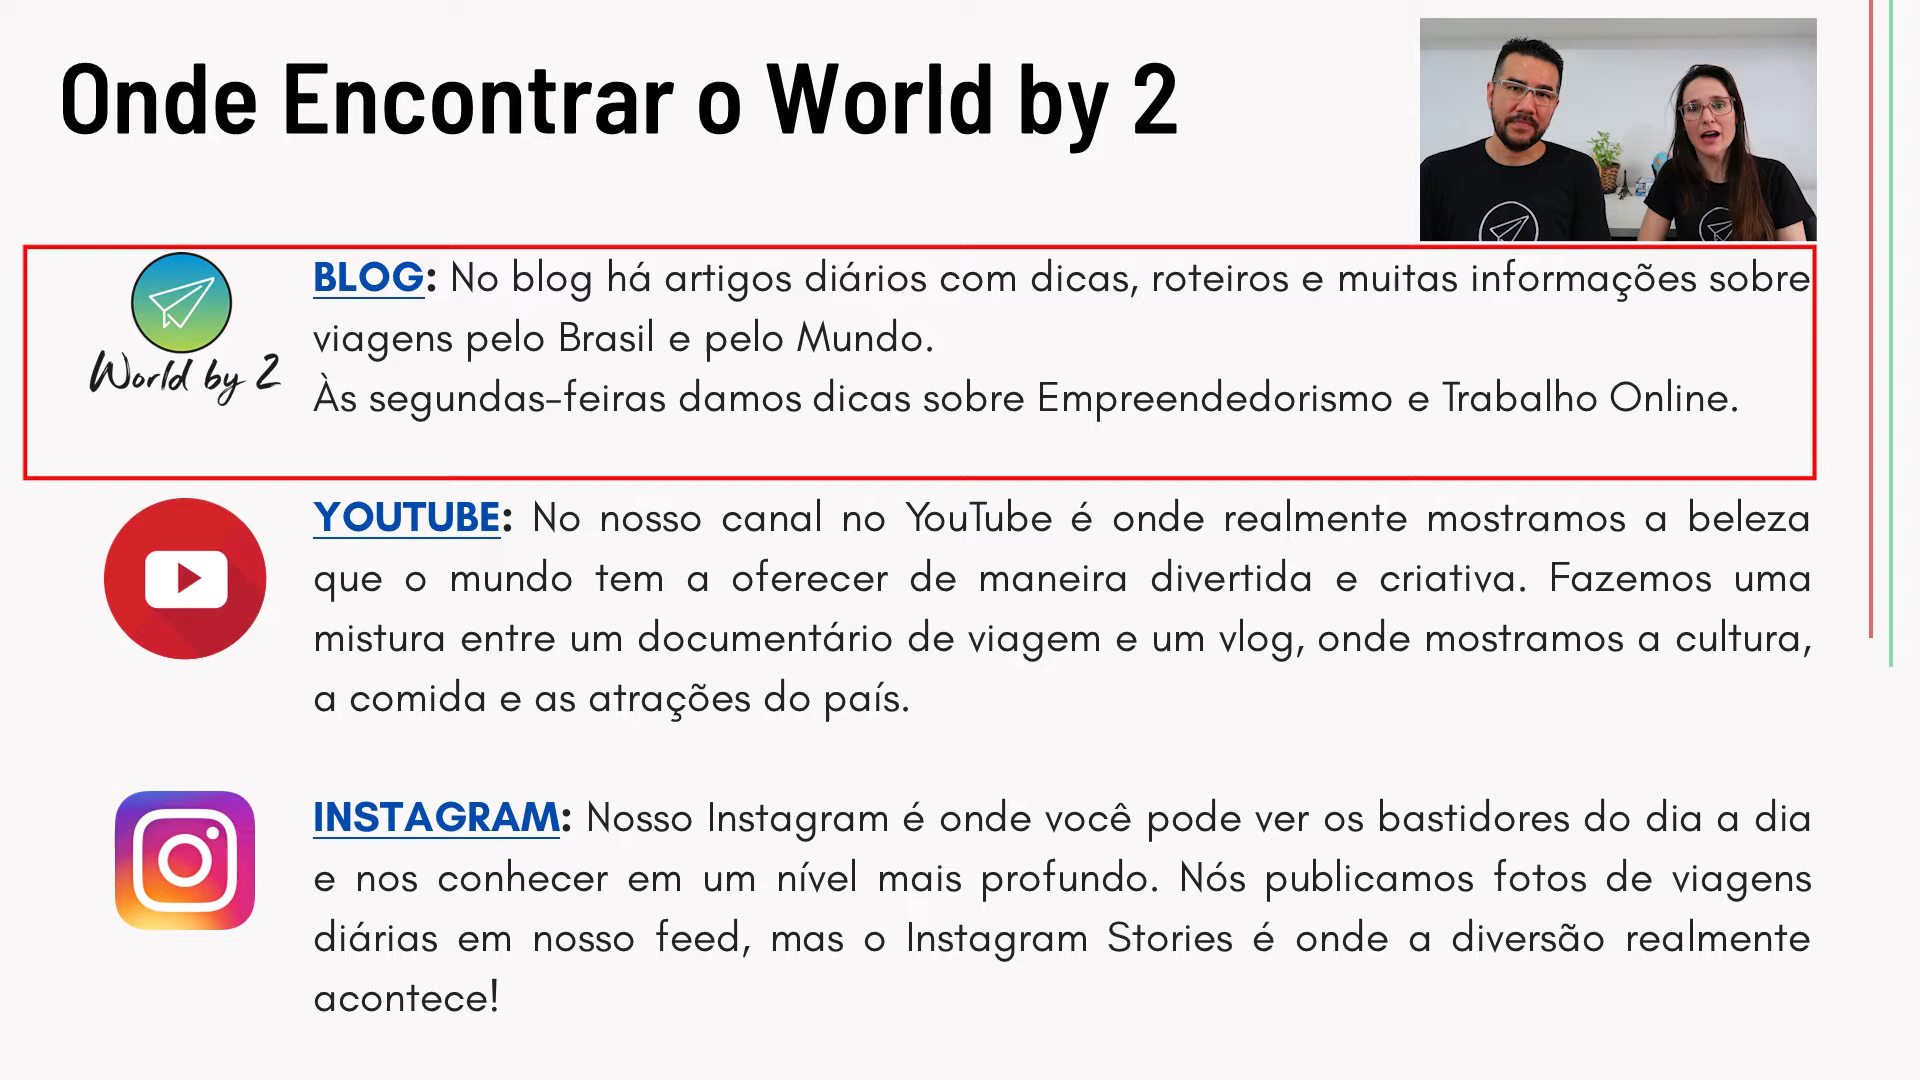 Onde Encontrar o World by 2
BLOG: No blog há artigos diários com dicas, roteiros e muitas informações sobre
viagens pelo Brasil e pelo Mundo.
Às segundas-feiras damos dicas sobre Empreendedorismo e Trabalho Online.
World by 2
YOUTUBE: No nosso canal no YouTube é onde realmente mostramos a beleza
que o mundo tem a oferecer de maneira divertida e criativa. Fazemos uma
mistura entre um documentário de viagem e um vlog, onde mostramos a cultura,
a comida e as atrações do país.
INSTAGRAM: Nosso Instagram é onde você pode ver os bastidores do dia a dia
e nos conhecer em um nível mais profundo. Nós publicamos fotos de viagens
diárias em nosso feed, mas o Instagram Stories é onde a diversão realmente
acontece!